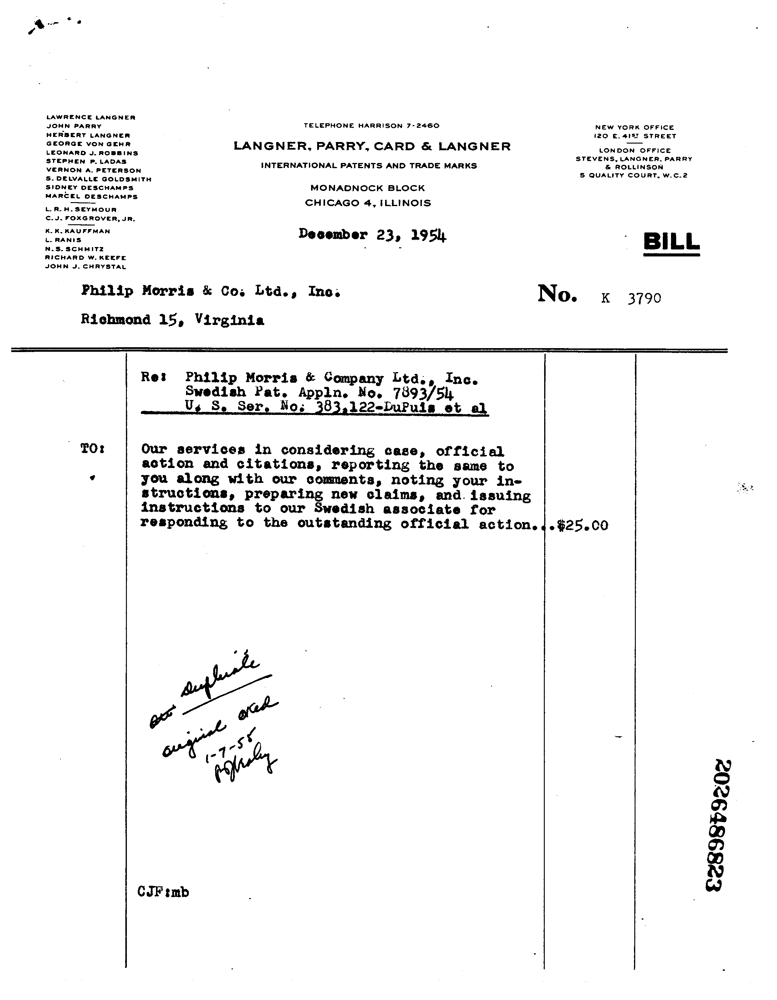 LAWRENCE LANGNER
JOHN PARRY
HERBERT LANGNER
GEORGE VON GEHR
LEONARD J. ROBBINS
STEPHEN P. LADAS
VERNON A. PETERSON
S. DELVALLE GOLDSMITH
SIDNEY DESCHAMPS
MARCEL DESCHAMPS
L. R. H. SEYMOUR
C. J. FOXGROVER, JR.
K. K. KAUFFMAN
L. RANIS
N. S. SCHMITZ
RICHARD W. KEEFE
JOHN J. CHRYSTAL
TELEPHONE HARRISON 7-2460
LANGNER, PARRY, CARD & LANGNER
INTERNATIONAL PATENTS AND TRADE MARKS
MONADNOCK BLOCK
CHICAGO 4, ILLINOIS
December 23, 1954
NEW YORK OFFICE
120 E. 41ST STREET
LONDON OFFICE
STEVENS, LANGNER, PARRY
& ROLLINSON
5 QUALITY COURT, W.C.2
BILL
Philip Morris & Co. Ltd., Inc.
Richmond 15, Virginia
No. K 3790
Re: Philip Morris & Company Ltd., Inc.
Swedish Pat. Appln. No. 7893/54
U. S. Ser. No. 383,122-DuPuis et al
TO: Our services in considering case, official
action and citations, reporting the same to
you along with our comments, noting your in-
structions, preparing new claims, and issuing
instructions to our Swedish associate for
responding to the outstanding official action...$25.00
duplicate
original oked
1-7-55
CJF:mb
2026486823